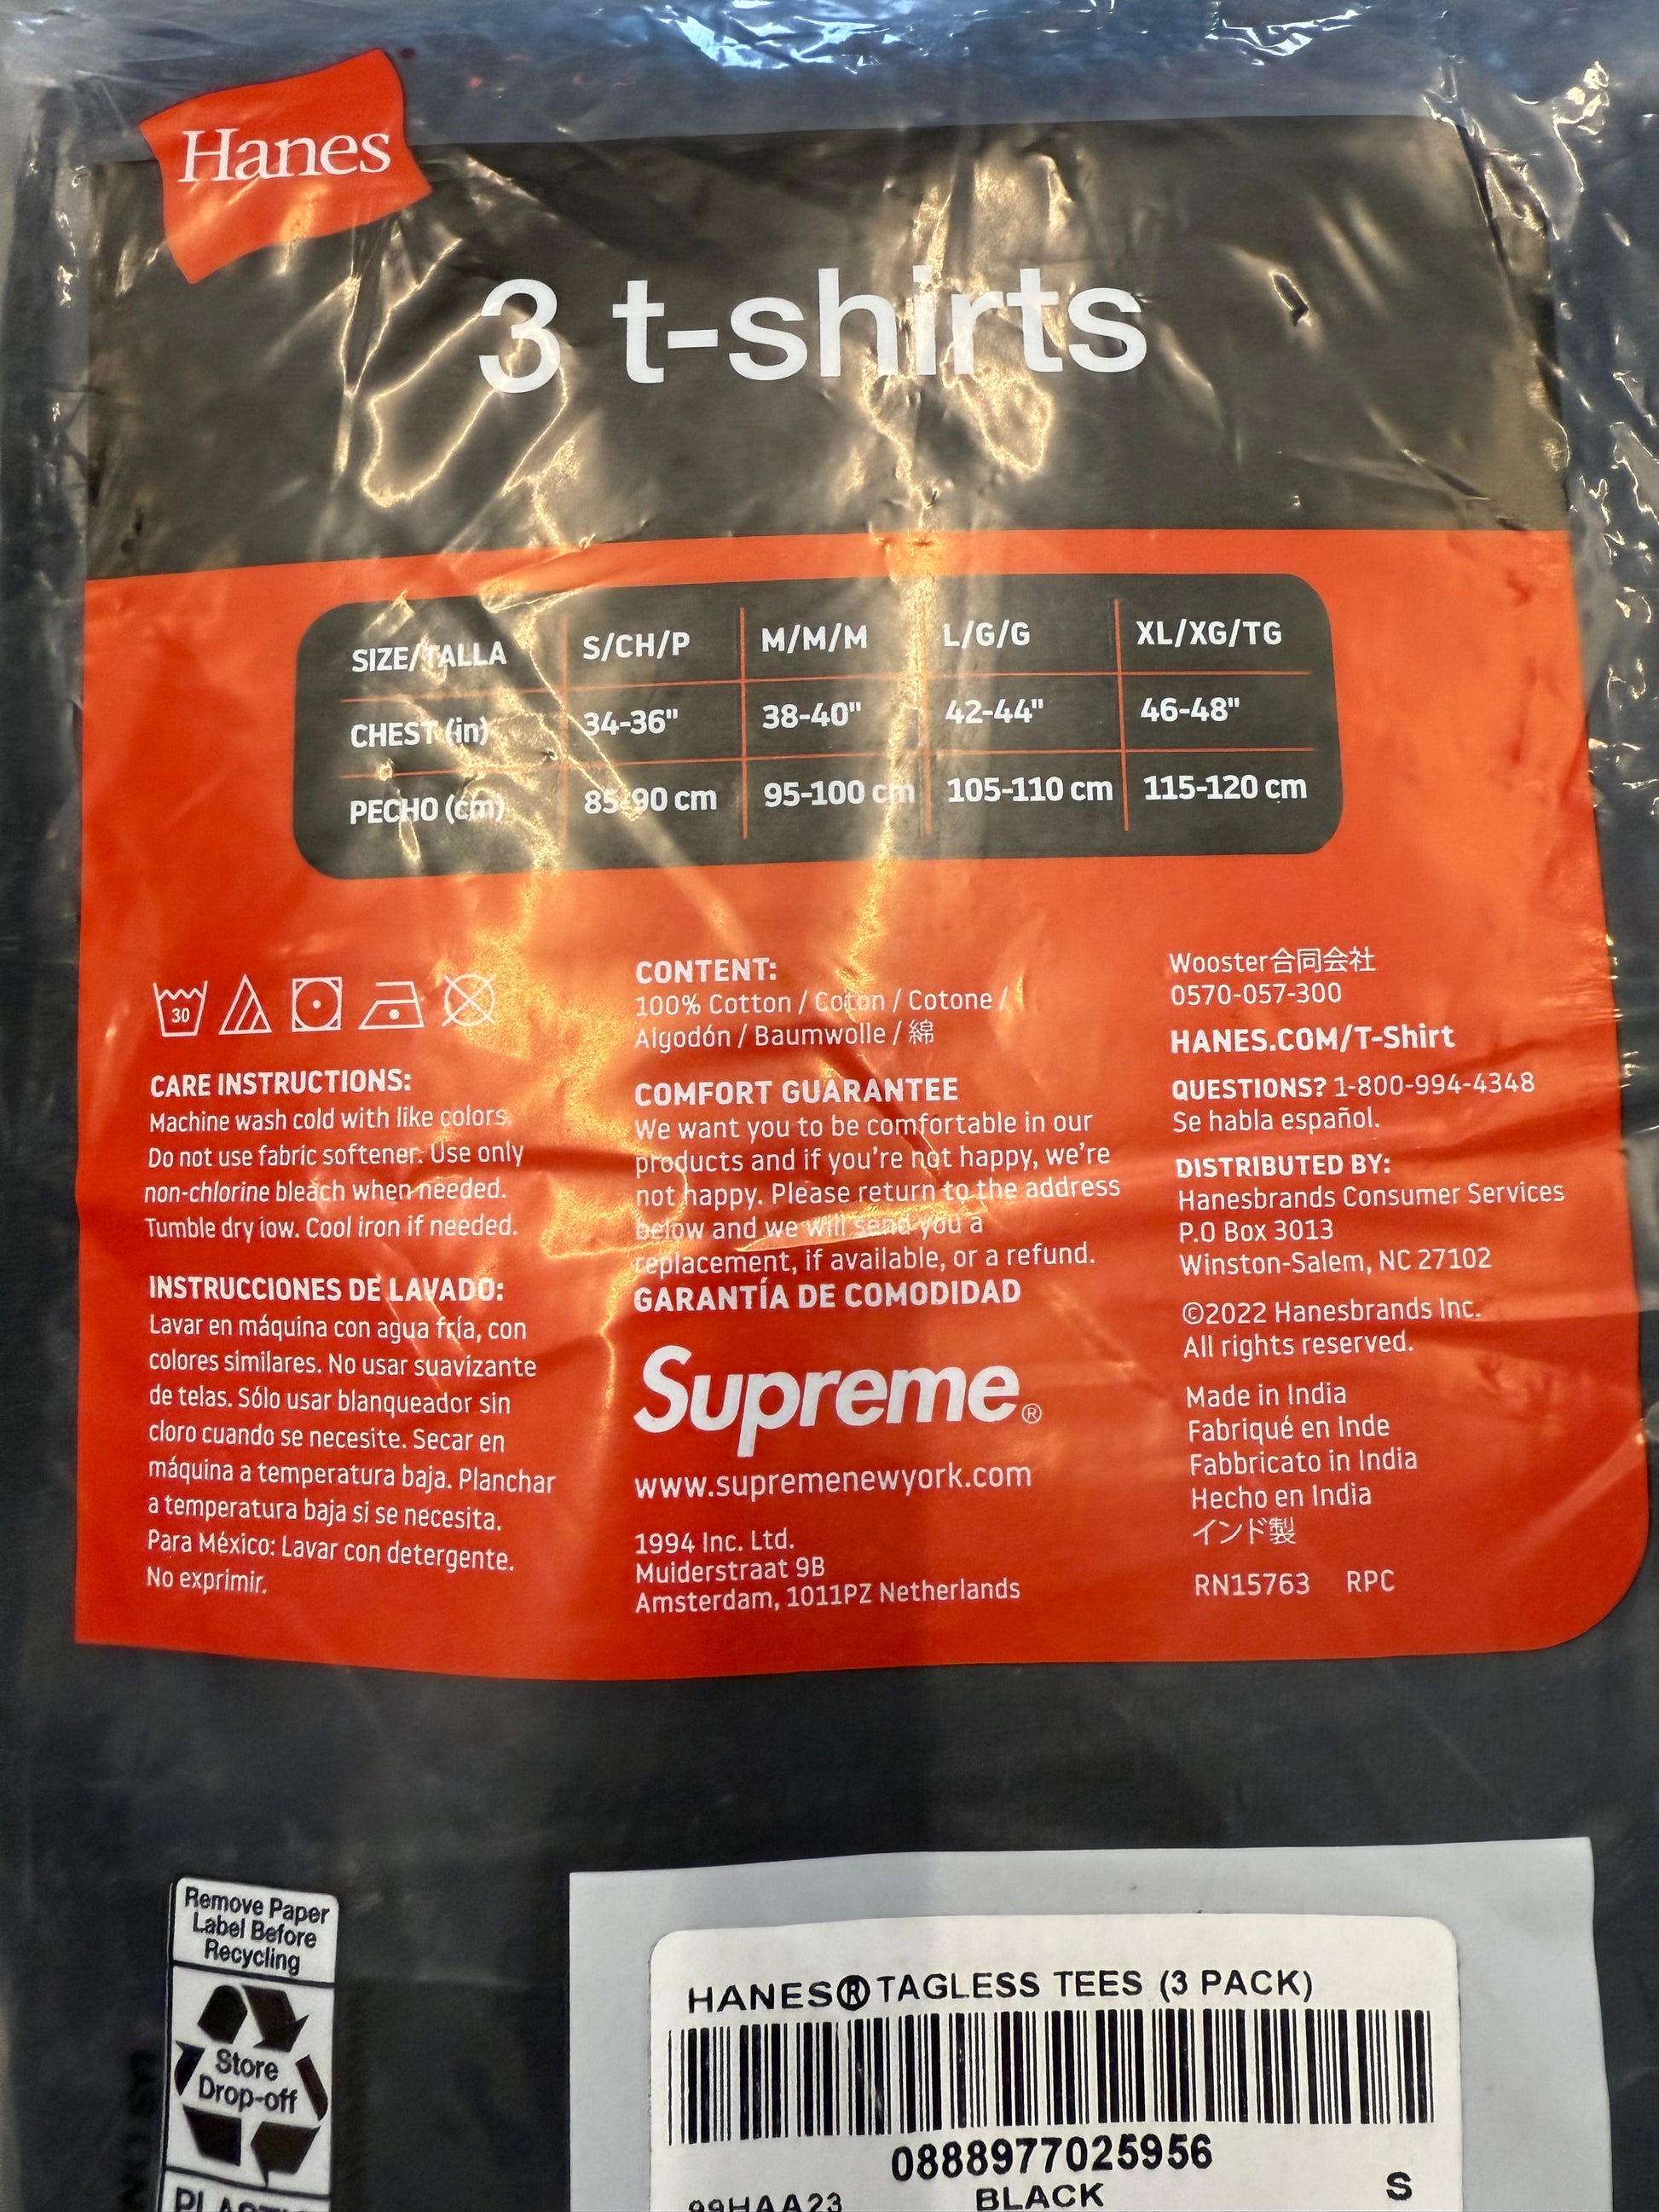 Hanes
3 t-shirts
SIZE/TALLA S/CH/P M/M/M L/G/G XL/XG/TG
CHEST (in) 34-36" 38-40" 42-44" 46-48"
PECHO (cm) 85-90 cm 95-100 cm 105-110 cm 115-120 cm
30
CARE INSTRUCTIONS:
Machine wash cold with like colors.
Do not use fabric softener. Use only
non-chlorine bleach when needed.
Tumble dry low. Cool iron if needed.
INSTRUCCIONES DE LAVADO:
Lavar en máquina con agua fría, con
colores similares. No usar suavizante
de telas. Sólo usar blanqueador sin
cloro cuando se necesite. Secar en
máquina a temperatura baja. Planchar
a temperatura baja si se necesita.
Para México: Lavar con detergente.
No exprimir.
CONTENT:
100% Cotton / Coton / Cotone /
Algodón / Baumwolle / 綿
COMFORT GUARANTEE
We want you to be comfortable in our
products and if you're not happy, we're
not happy. Please return to the address
below and we will send you a
replacement, if available, or a refund.
GARANTÍA DE COMODIDAD
Supreme®
www.supremenewyork.com
1994 Inc. Ltd.
Muiderstraat 9B
Amsterdam, 1011PZ Netherlands
Wooster合同会社
0570-057-300
HANES.COM/T-Shirt
QUESTIONS? 1-800-994-4348
Se habla español.
DISTRIBUTED BY:
Hanesbrands Consumer Services
P.O Box 3013
Winston-Salem, NC 27102
©2022 Hanesbrands Inc.
All rights reserved.
Made in India
Fabriqué en Inde
Fabbricato in India
Hecho en India
インド製
RN15763 RPC
Remove Paper
Label Before
Recycling
Store
Drop-off
HANES® TAGLESS TEES (3 PACK)
0888977025956
99HAA23 BLACK S